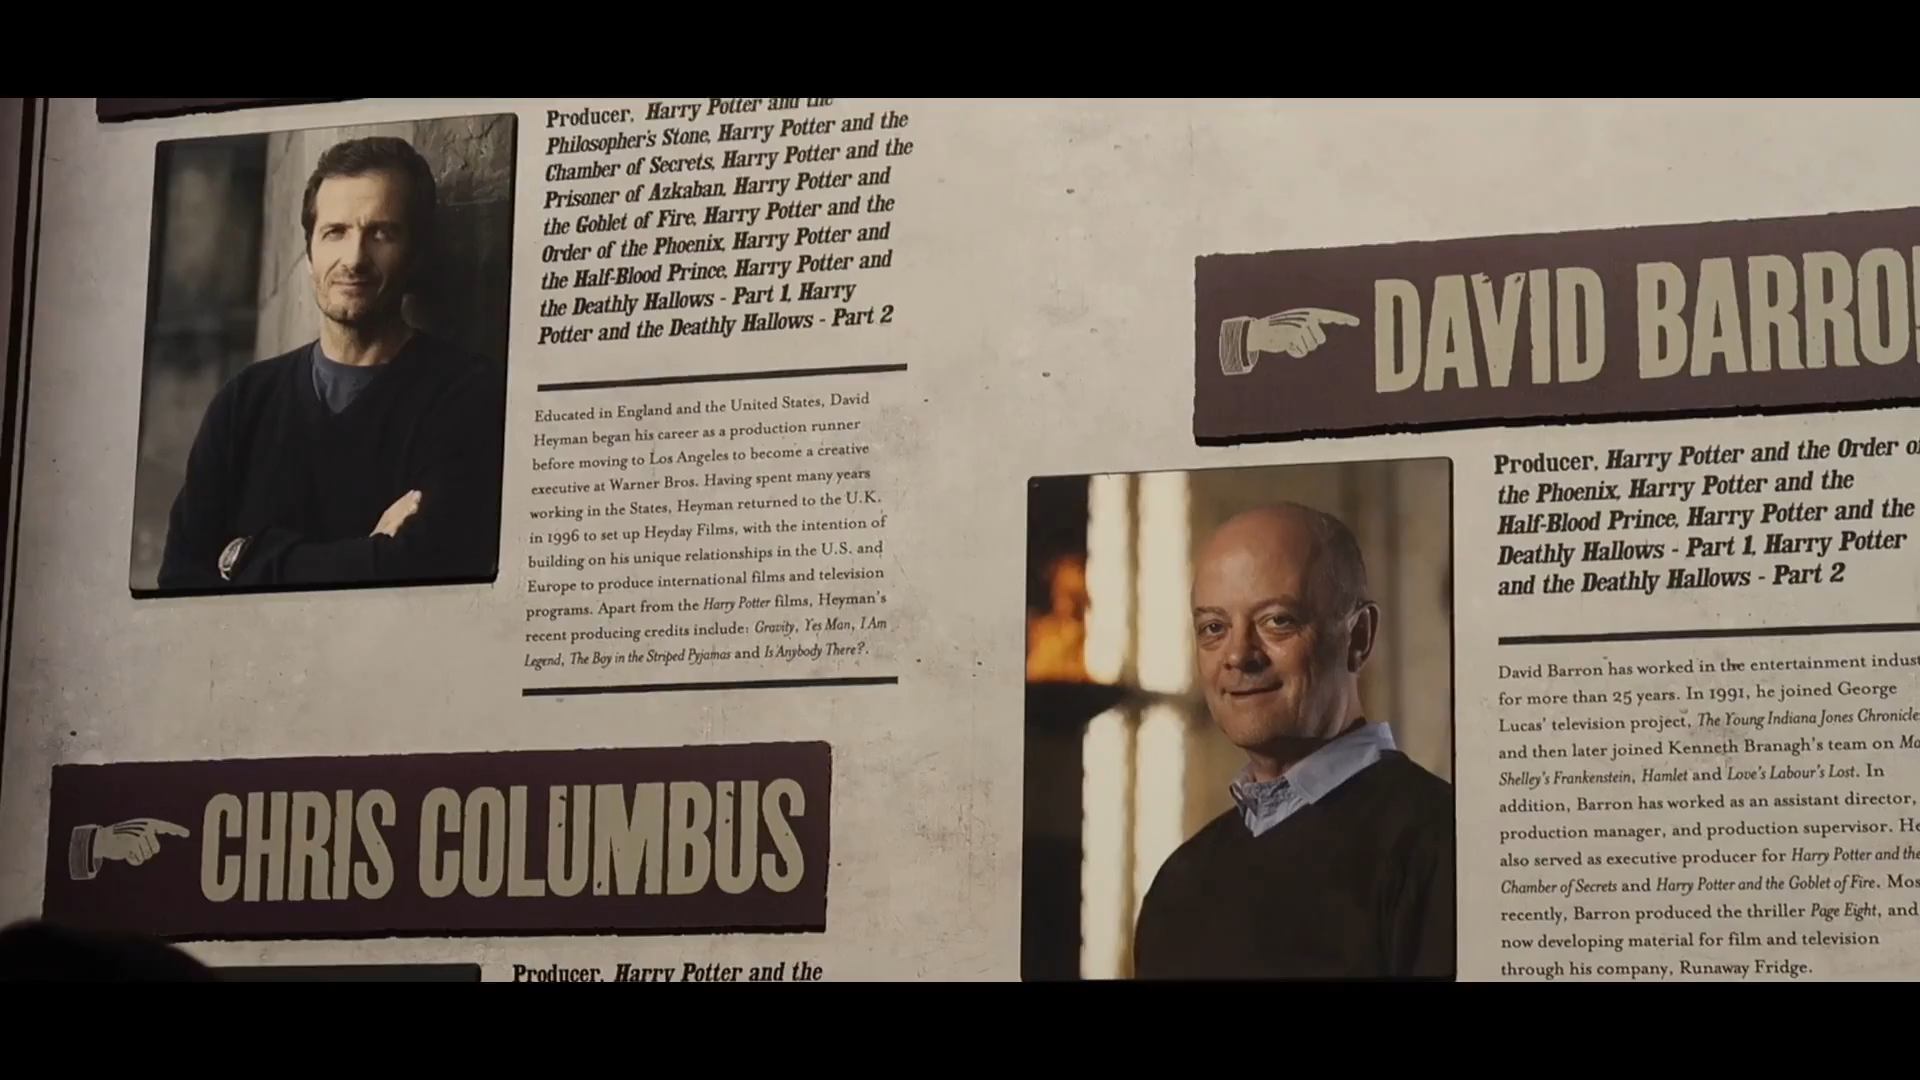 Producer, Harry Potter and the
Philosopher's Stone, Harry Potter and the
Chamber of Secrets, Harry Potter and the
Prisoner of Azkaban, Harry Potter and
the Goblet of Fire, Harry Potter and the
Order of the Phoenix, Harry Potter and
the Half-Blood Prince, Harry Potter and
the Deathly Hallows - Part 1, Harry
Potter and the Deathly Hallows - Part 2
Educated in England and the United States, David
Heyman began his career as a production runner
before moving to Los Angeles to become a creative
executive at Warner Bros. Having spent many years
working in the States, Heyman returned to the U.K.
in 1996 to set up Heyday Films, with the intention of
building on his unique relationships in the U.S. and
Europe to produce international films and television
programs. Apart from the Harry Potter films, Heyman's
recent producing credits include: Gravity, Yes Man, I Am
Legend, The Boy in the Striped Pyjamas and Is Anybody There?.
CHRIS COLUMBUS
Producer, Harry Potter and the
DAVID BARRO
Producer, Harry Potter and the Order of
the Phoenix, Harry Potter and the
Half-Blood Prince, Harry Potter and the
Deathly Hallows - Part 1, Harry Potter
and the Deathly Hallows - Part 2
David Barron has worked in the entertainment indust
for more than 25 years. In 1991, he joined George
Lucas' television project, The Young Indiana Jones Chronicle
and then later joined Kenneth Branagh's team on Ma
Shelley's Frankenstein, Hamlet and Love's Labour's Lost. In
addition, Barron has worked as an assistant director,
production manager, and production supervisor. He
also served as executive producer for Harry Potter and the
Chamber of Secrets and Harry Potter and the Goblet of Fire. Mos
recently, Barron produced the thriller Page Eight, and
now developing material for film and television
through his company, Runaway Fridge.